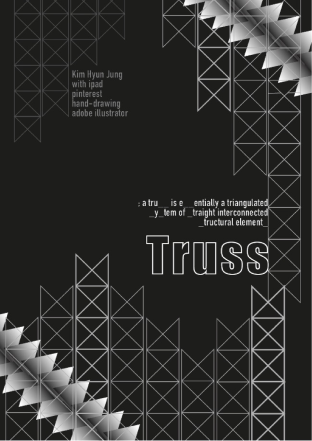 Kim Hyun Jung
with ipad
pinterest
hand-drawing
adobe illustrator
: a tru__ is e__entially a triangulated
_y_tem of _traight interconnected
_tructural element_
Truss